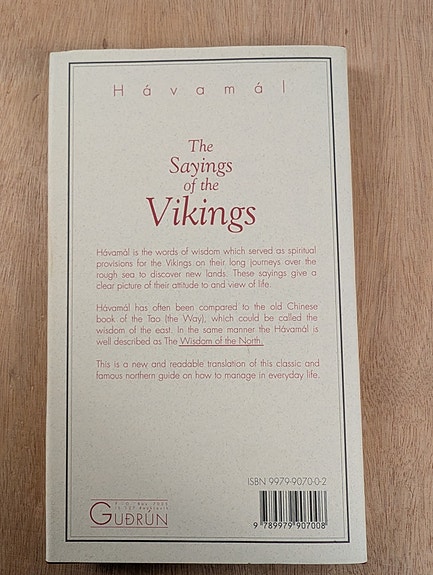 Hávamál
The
Sayings
of the
Vikings
Hávamál is the words of wisdom which served as spiritual
provisions for the Vikings on their long journeys over the
rough sea to discover new lands. These sayings give a
clear picture of their attitude to and view of life.
Hávamál has often been compared to the old Chinese
book of the Tao (the Way), which could be called the
wisdom of the east. In the same manner the Hávamál is
well described as The Wisdom of the North.
This is a new and readable translation of this classic and
famous northern guide on how to manage in everyday life.
ISBN 9979-9070-0-2
GUÐRÚN
9 789979 907008